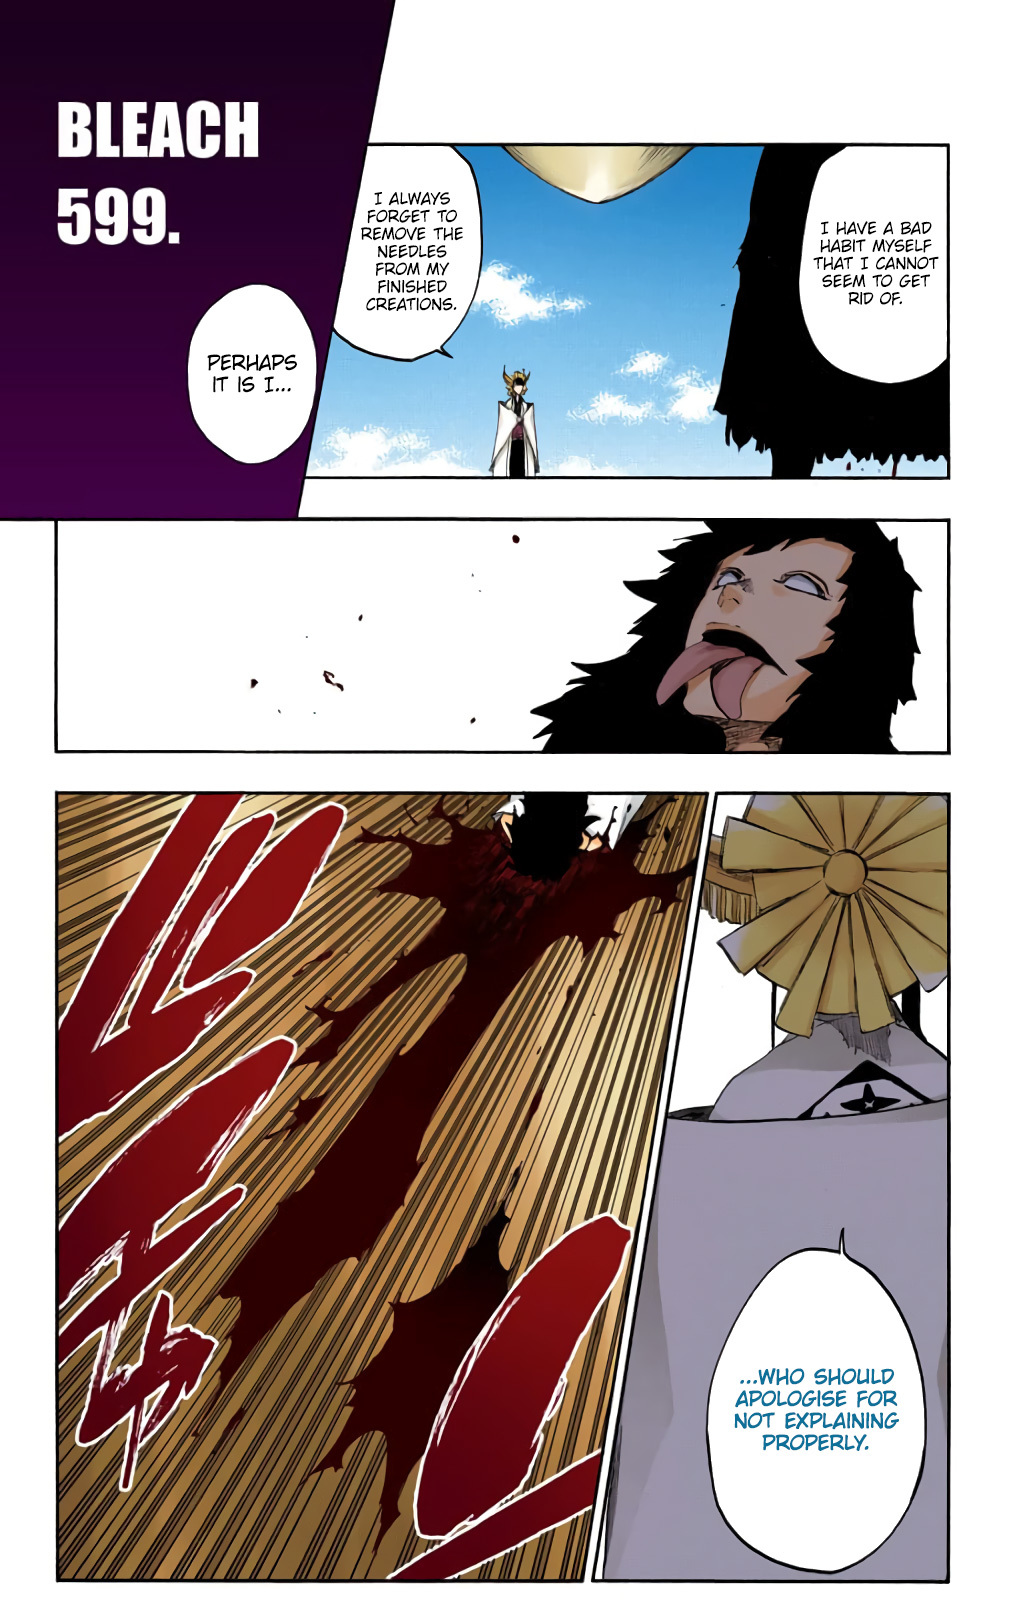 BLEACH
599.
I HAVE A BAD
HABIT MYSELF
THAT I CANNOT
SEEM TO GET
RID OF.
I ALWAYS
FORGET TO
REMOVE THE
NEEDLES
FROM MY
FINISHED
CREATIONS.
PERHAPS
IT IS I...
...WHO SHOULD
APOLOGISE FOR
NOT EXPLAINING
PROPERLY.